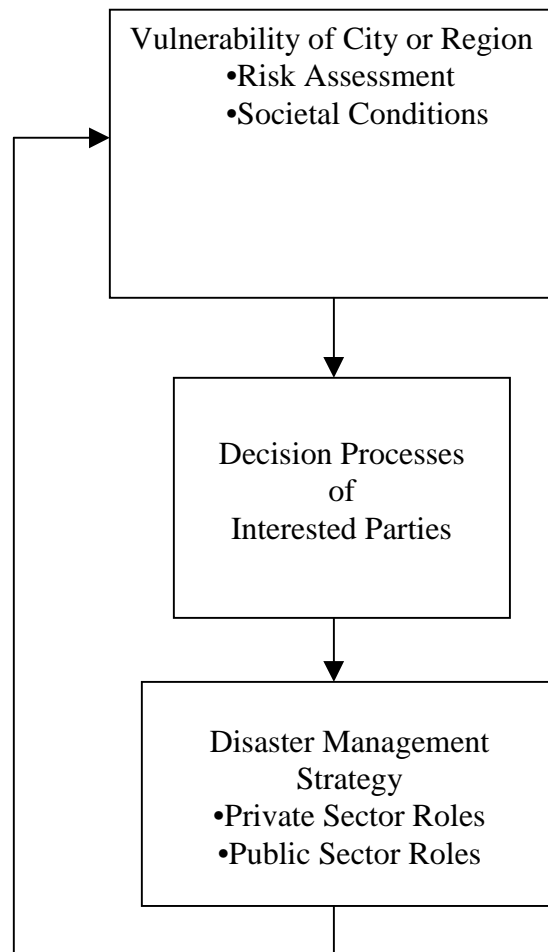 Vulnerability of City or Region
•Risk Assessment
•Societal Conditions
Decision Processes
of
Interested Parties
Disaster Management
Strategy
•Private Sector Roles
•Public Sector Roles